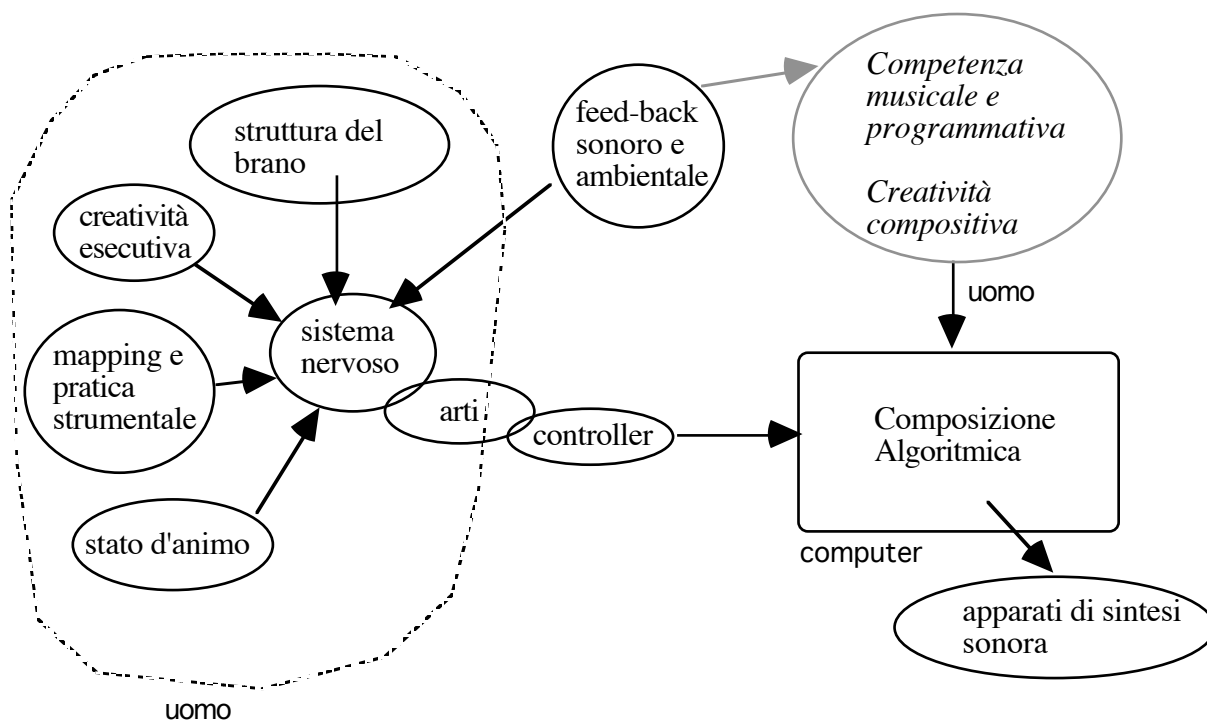 struttura del
brano
creatività
esecutiva
mapping e
pratica
strumentale
stato d'animo
sistema
nervoso
arti
controller
uomo
feed-back
sonoro e
ambientale
Competenza
musicale e
programmativa
Creatività
compositiva
uomo
Composizione
Algoritmica
computer
apparati di sintesi
sonora